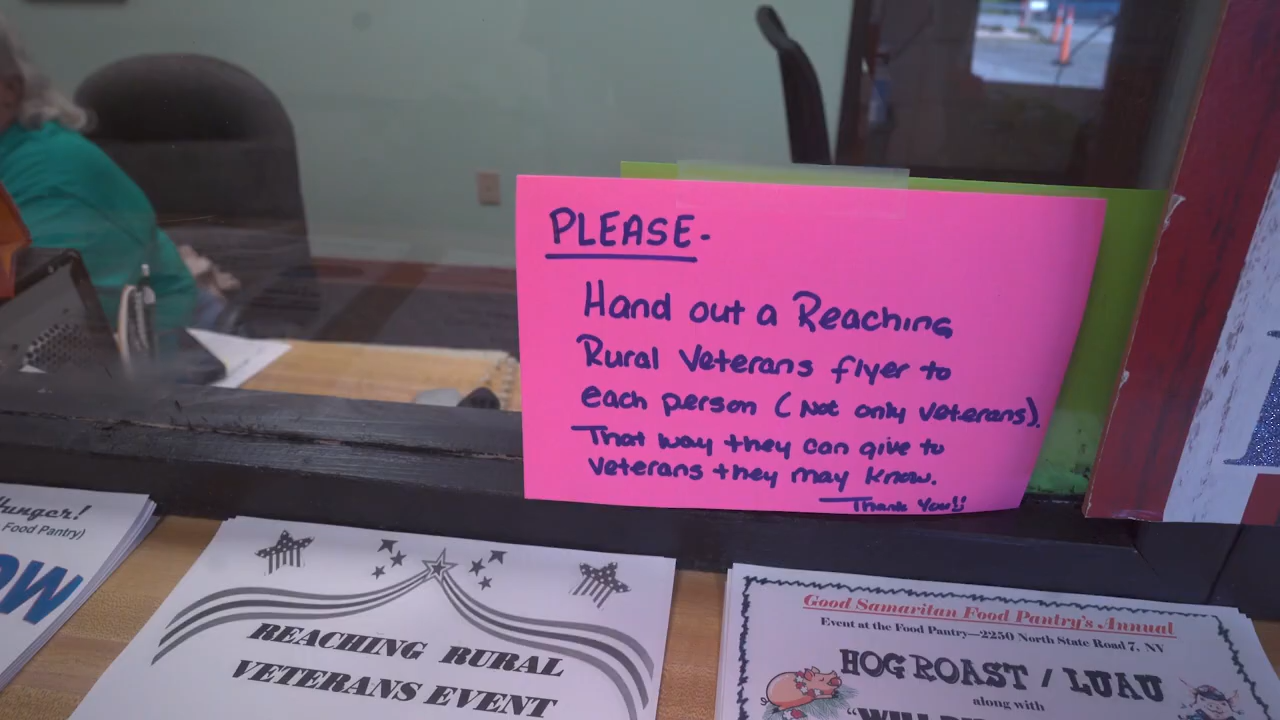 PLEASE-
Hand out a Reaching
Rural Veterans flyer to
each person (Not only veterans).
That way they can give to
veterans they may know.
Thank You!!
Hunger!
Food Pantry)
OW
REACHING RURAL
VETERANS EVENT
Good Samaritan Food Pantry's Annual
Event at the Food Pantry—2250 North State Road 7, NV
HOG ROAST / LUAU
along with